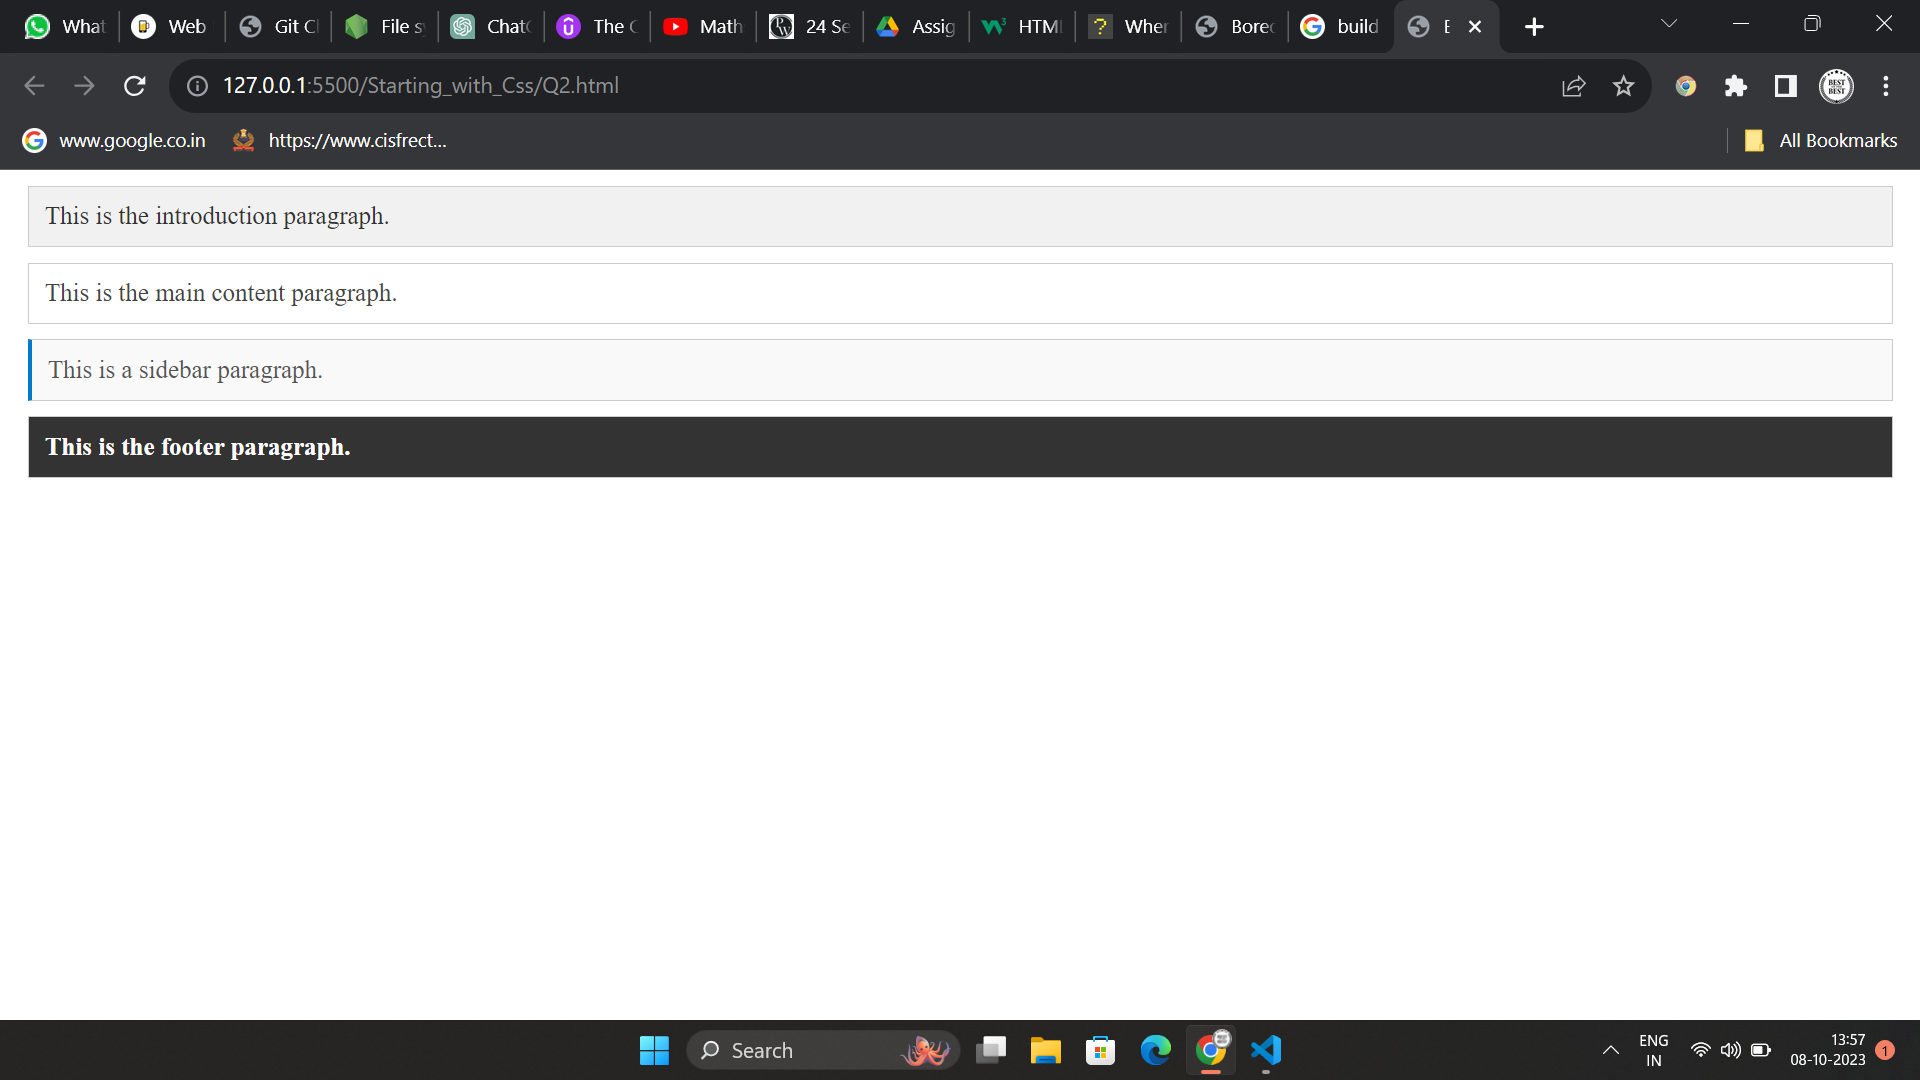 What
Web
Git Cl
File sy
Chat
The C
Math
24 Se
Assig
HTML
Wher
Bored
build
E
127.0.0.1:5500/Starting_with_Css/Q2.html
www.google.co.in
https://www.cisfrect...
All Bookmarks
This is the introduction paragraph.
This is the main content paragraph.
This is a sidebar paragraph.
This is the footer paragraph.
Search
ENG
IN
13:57
08-10-2023
1